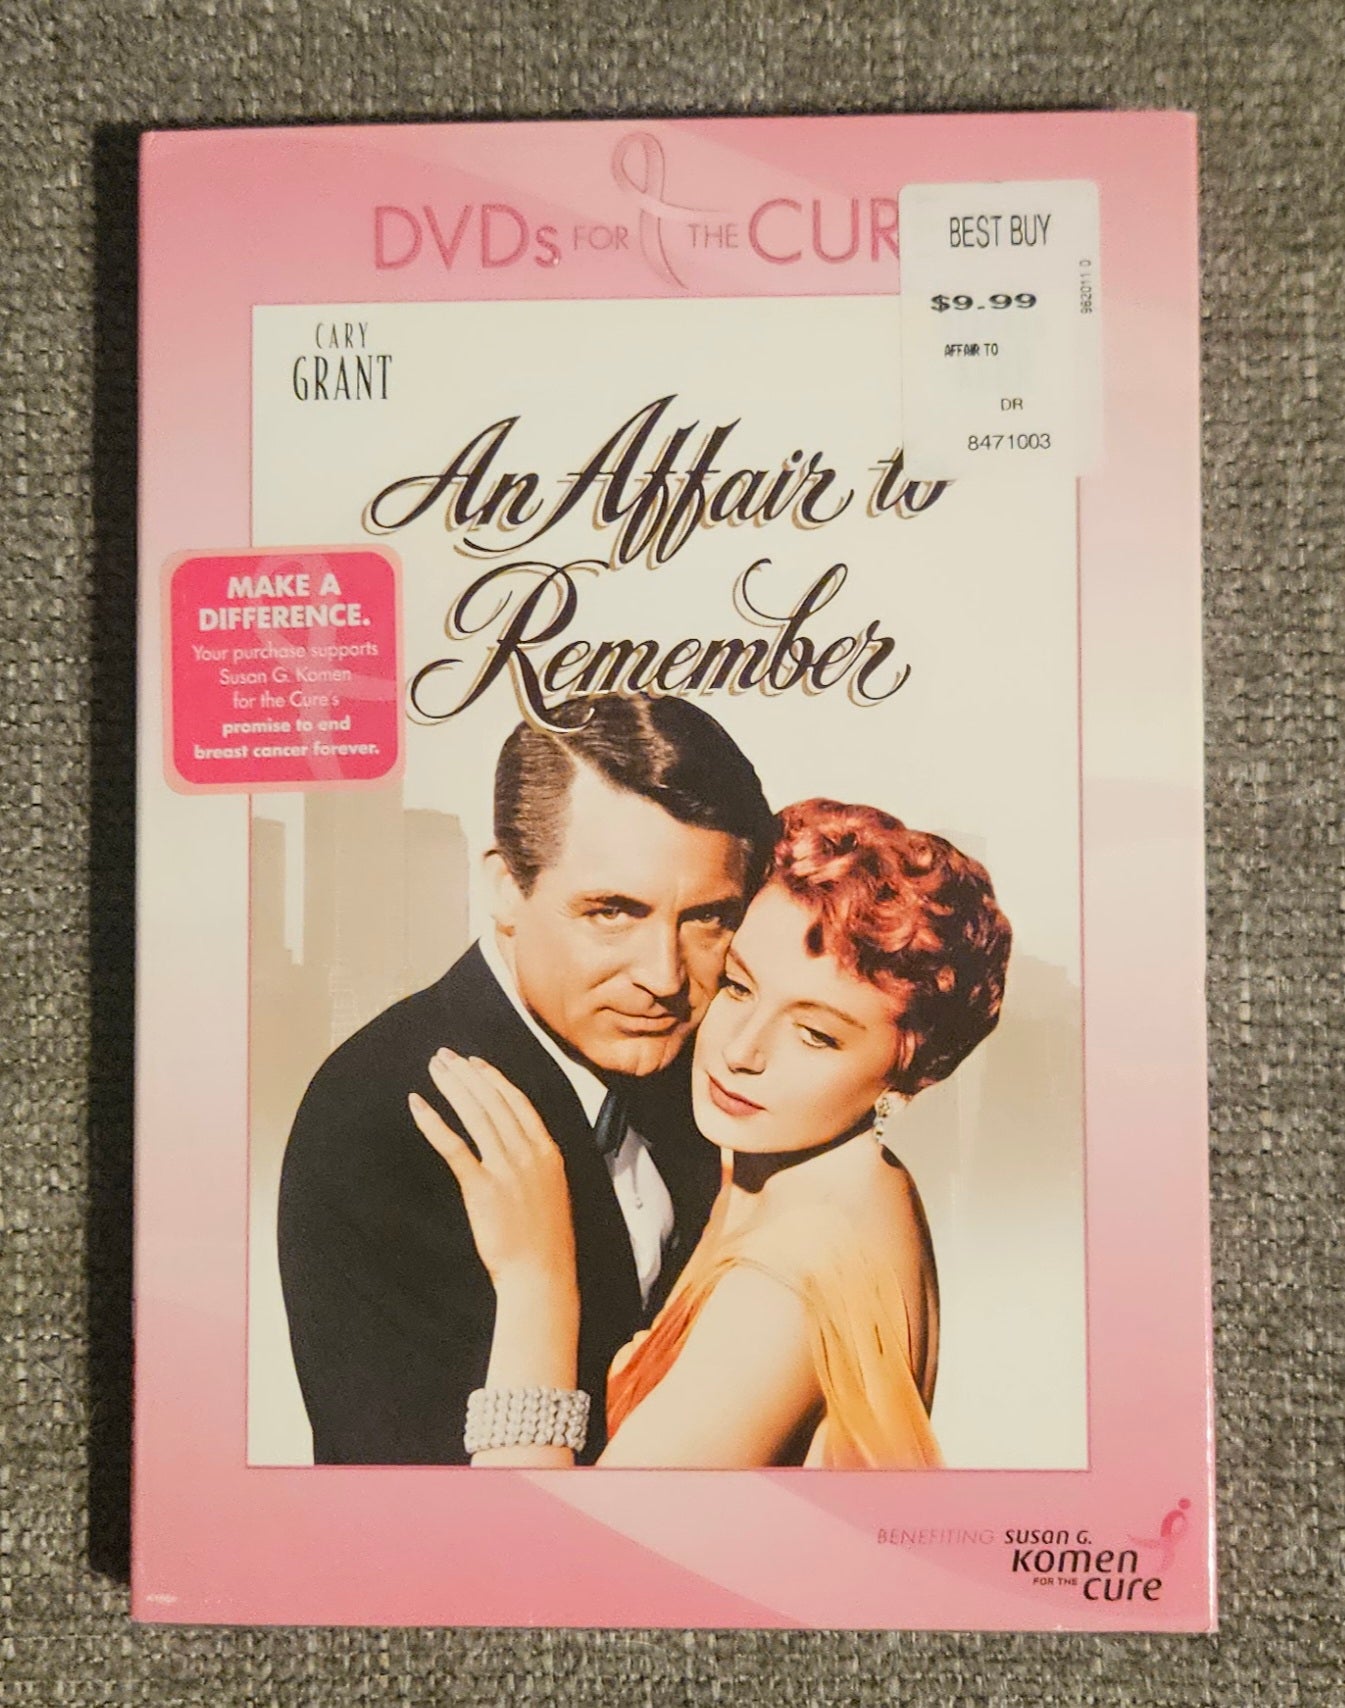 DVDs FOR THE CUR
BEST BUY
$9.99
AFFAIR TO
DR
8471003
962011 0
CARY
GRANT
An Affair to
Remember
MAKE A
DIFFERENCE.
Your purchase supports
Susan G. Komen
for the Cure's
promise to end
breast cancer forever.
BENEFITING SUSAN G.
Komen
FOR THE Cure